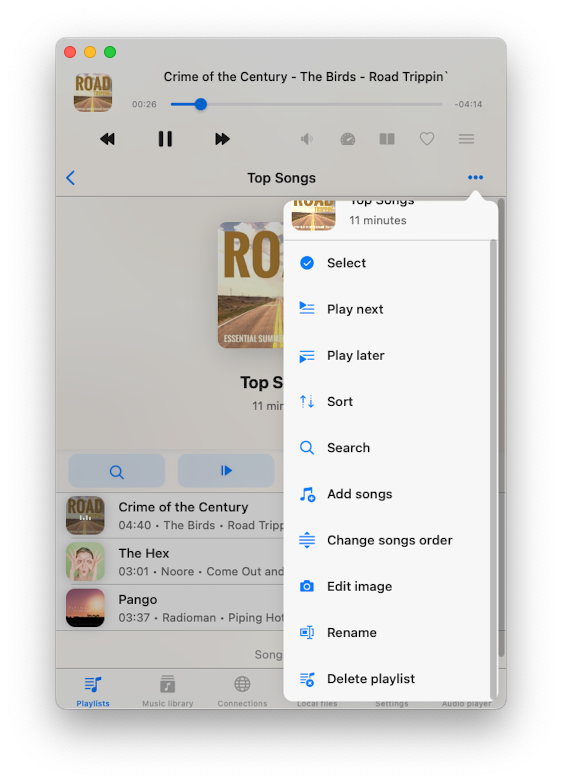 Crime of the Century - The Birds - Road Trippin`
ROAD
00:26
-04:14
Top Songs
Top Songs
11 minutes
ROA
ESSENTIAL SUMM
Top S
11 min
Select
Play next
Play later
Sort
Search
Add songs
Change songs order
Edit image
Rename
Delete playlist
ROAD
Crime of the Century
04:40 • The Birds • Road Tripp
The Hex
03:01 • Noore • Come Out and
Pango
03:37 • Radioman • Piping Hot
Song
Playlists
Music library
Connections
Local files
Settings
Audio player